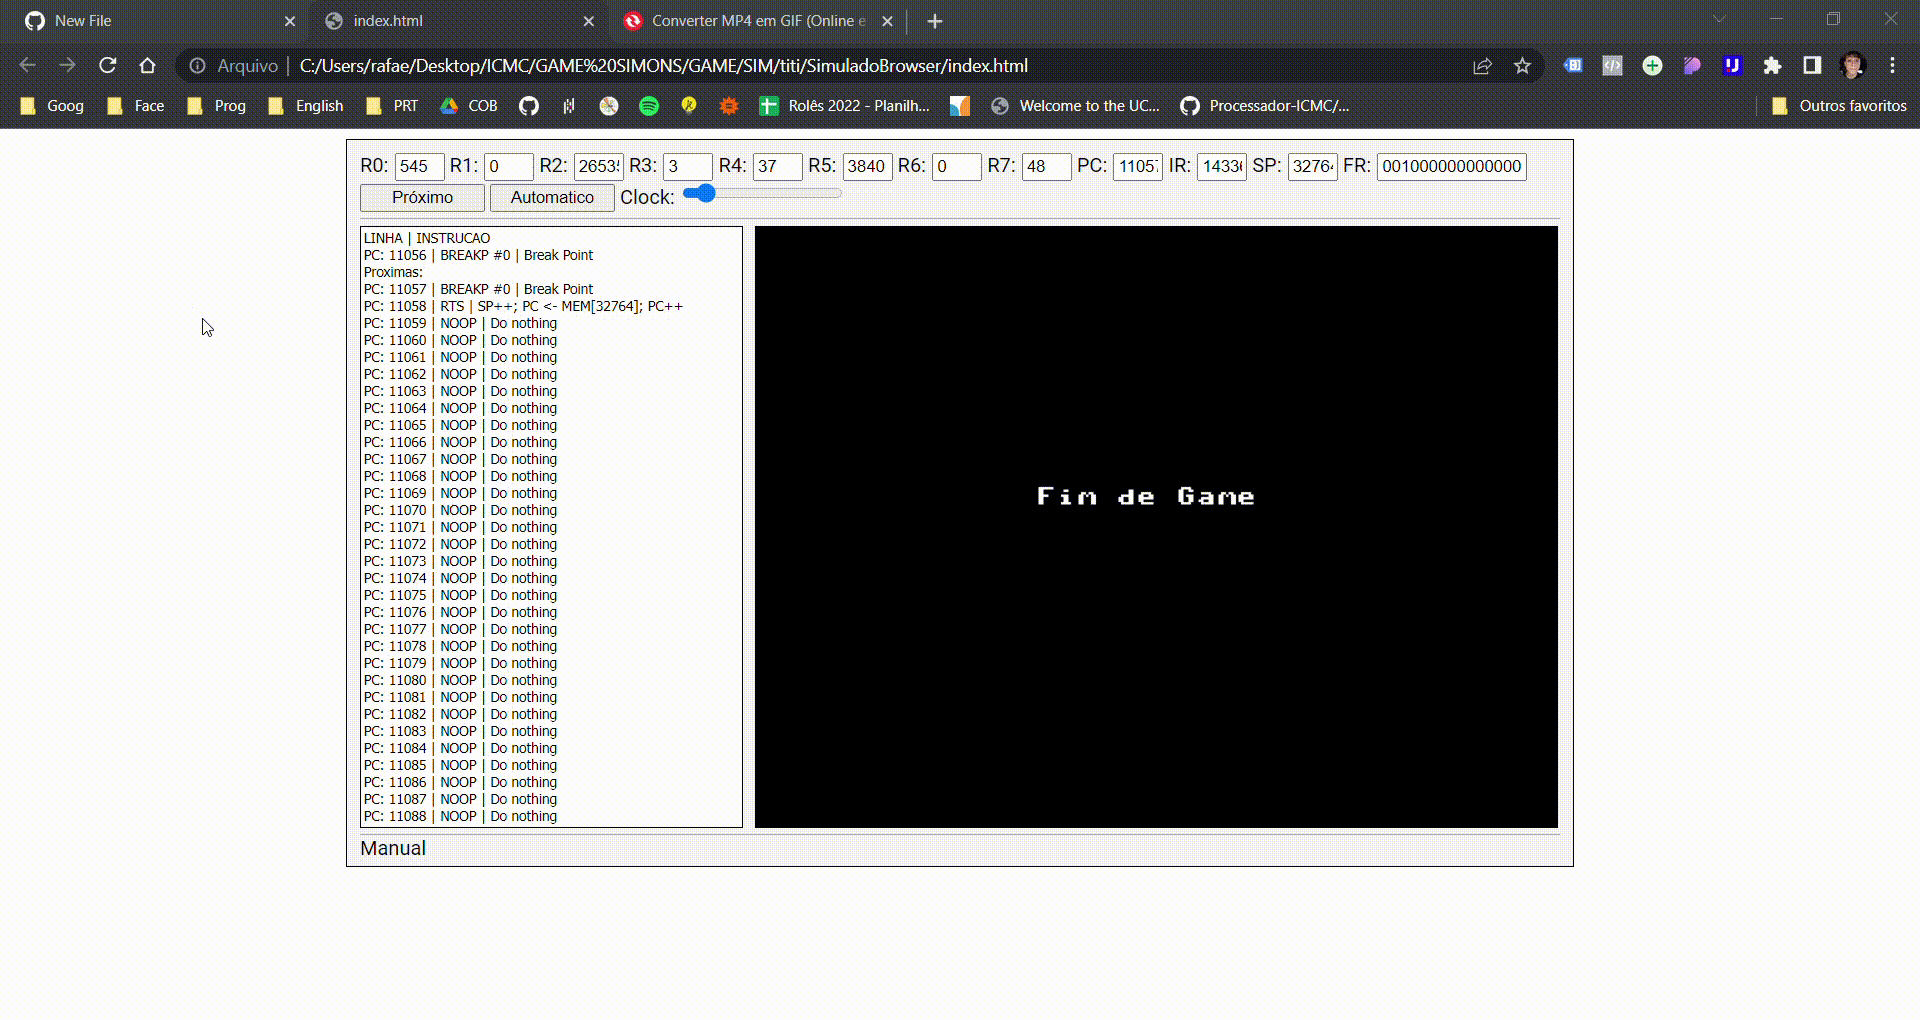 New File
index.html
Converter MP4 em GIF (Online e
Arquivo | C:/Users/rafae/Desktop/ICMC/GAME%20SIMONS/GAME/SIM/titi/SimuladoBrowser/index.html
Goog Face Prog English PRT COB Rolês 2022 - Planilh... Welcome to the UC... Processador-ICMC/... Outros favoritos
R0: 545 R1: 0 R2: 26535 R3: 3 R4: 37 R5: 3840 R6: 0 R7: 48 PC: 11057 IR: 14336 SP: 32764 FR: 001000000000000
Próximo Automatico Clock:
LINHA | INSTRUCAO
PC: 11056 | BREAKP #0 | Break Point
Proximas:
PC: 11057 | BREAKP #0 | Break Point
PC: 11058 | RTS | SP++; PC <- MEM[32764]; PC++
PC: 11059 | NOOP | Do nothing
PC: 11060 | NOOP | Do nothing
PC: 11061 | NOOP | Do nothing
PC: 11062 | NOOP | Do nothing
PC: 11063 | NOOP | Do nothing
PC: 11064 | NOOP | Do nothing
PC: 11065 | NOOP | Do nothing
PC: 11066 | NOOP | Do nothing
PC: 11067 | NOOP | Do nothing
PC: 11068 | NOOP | Do nothing
PC: 11069 | NOOP | Do nothing
PC: 11070 | NOOP | Do nothing
PC: 11071 | NOOP | Do nothing
PC: 11072 | NOOP | Do nothing
PC: 11073 | NOOP | Do nothing
PC: 11074 | NOOP | Do nothing
PC: 11075 | NOOP | Do nothing
PC: 11076 | NOOP | Do nothing
PC: 11077 | NOOP | Do nothing
PC: 11078 | NOOP | Do nothing
PC: 11079 | NOOP | Do nothing
PC: 11080 | NOOP | Do nothing
PC: 11081 | NOOP | Do nothing
PC: 11082 | NOOP | Do nothing
PC: 11083 | NOOP | Do nothing
PC: 11084 | NOOP | Do nothing
PC: 11085 | NOOP | Do nothing
PC: 11086 | NOOP | Do nothing
PC: 11087 | NOOP | Do nothing
PC: 11088 | NOOP | Do nothing
Fim de Game
Manual